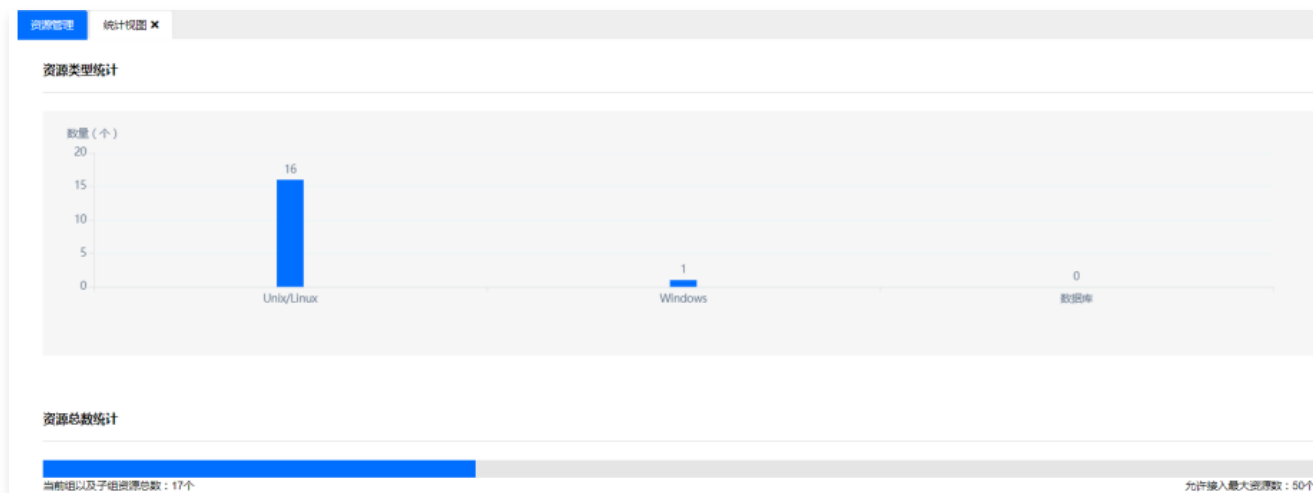 资源管理 统计视图 ✖
资源类型统计
数量（个）
20
15
10
5
0
16
1
0
Unix/Linux Windows 数据库
资源总数统计
当前组以及子组资源总数：17个 允许接入最大资源数：50个